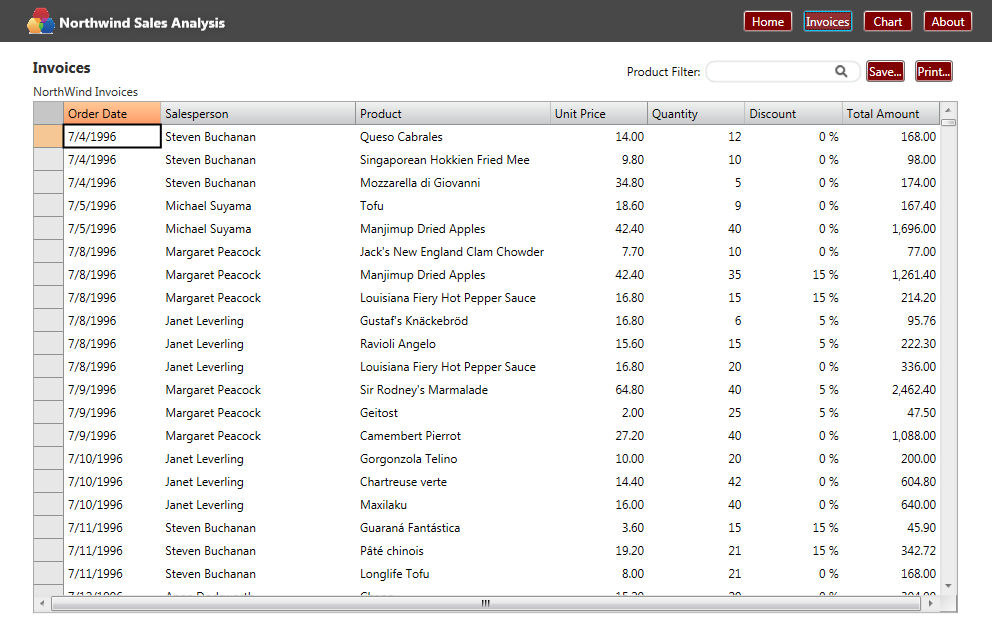 Northwind Sales Analysis Home Invoices Chart About
Invoices
Product Filter: Save... Print...
NorthWind Invoices
Order Date Salesperson Product Unit Price Quantity Discount Total Amount
7/4/1996 Steven Buchanan Queso Cabrales 14.00 12 0 % 168.00
7/4/1996 Steven Buchanan Singaporean Hokkien Fried Mee 9.80 10 0 % 98.00
7/4/1996 Steven Buchanan Mozzarella di Giovanni 34.80 5 0 % 174.00
7/5/1996 Michael Suyama Tofu 18.60 9 0 % 167.40
7/5/1996 Michael Suyama Manjimup Dried Apples 42.40 40 0 % 1,696.00
7/8/1996 Margaret Peacock Jack's New England Clam Chowder 7.70 10 0 % 77.00
7/8/1996 Margaret Peacock Manjimup Dried Apples 42.40 35 15 % 1,261.40
7/8/1996 Margaret Peacock Louisiana Fiery Hot Pepper Sauce 16.80 15 15 % 214.20
7/8/1996 Janet Leverling Gustaf's Knäckebröd 16.80 6 5 % 95.76
7/8/1996 Janet Leverling Ravioli Angelo 15.60 15 5 % 222.30
7/8/1996 Janet Leverling Louisiana Fiery Hot Pepper Sauce 16.80 20 0 % 336.00
7/9/1996 Margaret Peacock Sir Rodney's Marmalade 64.80 40 5 % 2,462.40
7/9/1996 Margaret Peacock Geitost 2.00 25 5 % 47.50
7/9/1996 Margaret Peacock Camembert Pierrot 27.20 40 0 % 1,088.00
7/10/1996 Janet Leverling Gorgonzola Telino 10.00 20 0 % 200.00
7/10/1996 Janet Leverling Chartreuse verte 14.40 42 0 % 604.80
7/10/1996 Janet Leverling Maxilaku 16.00 40 0 % 640.00
7/11/1996 Steven Buchanan Guaraná Fantástica 3.60 15 15 % 45.90
7/11/1996 Steven Buchanan Pâté chinois 19.20 21 15 % 342.72
7/11/1996 Steven Buchanan Longlife Tofu 8.00 21 0 % 168.00